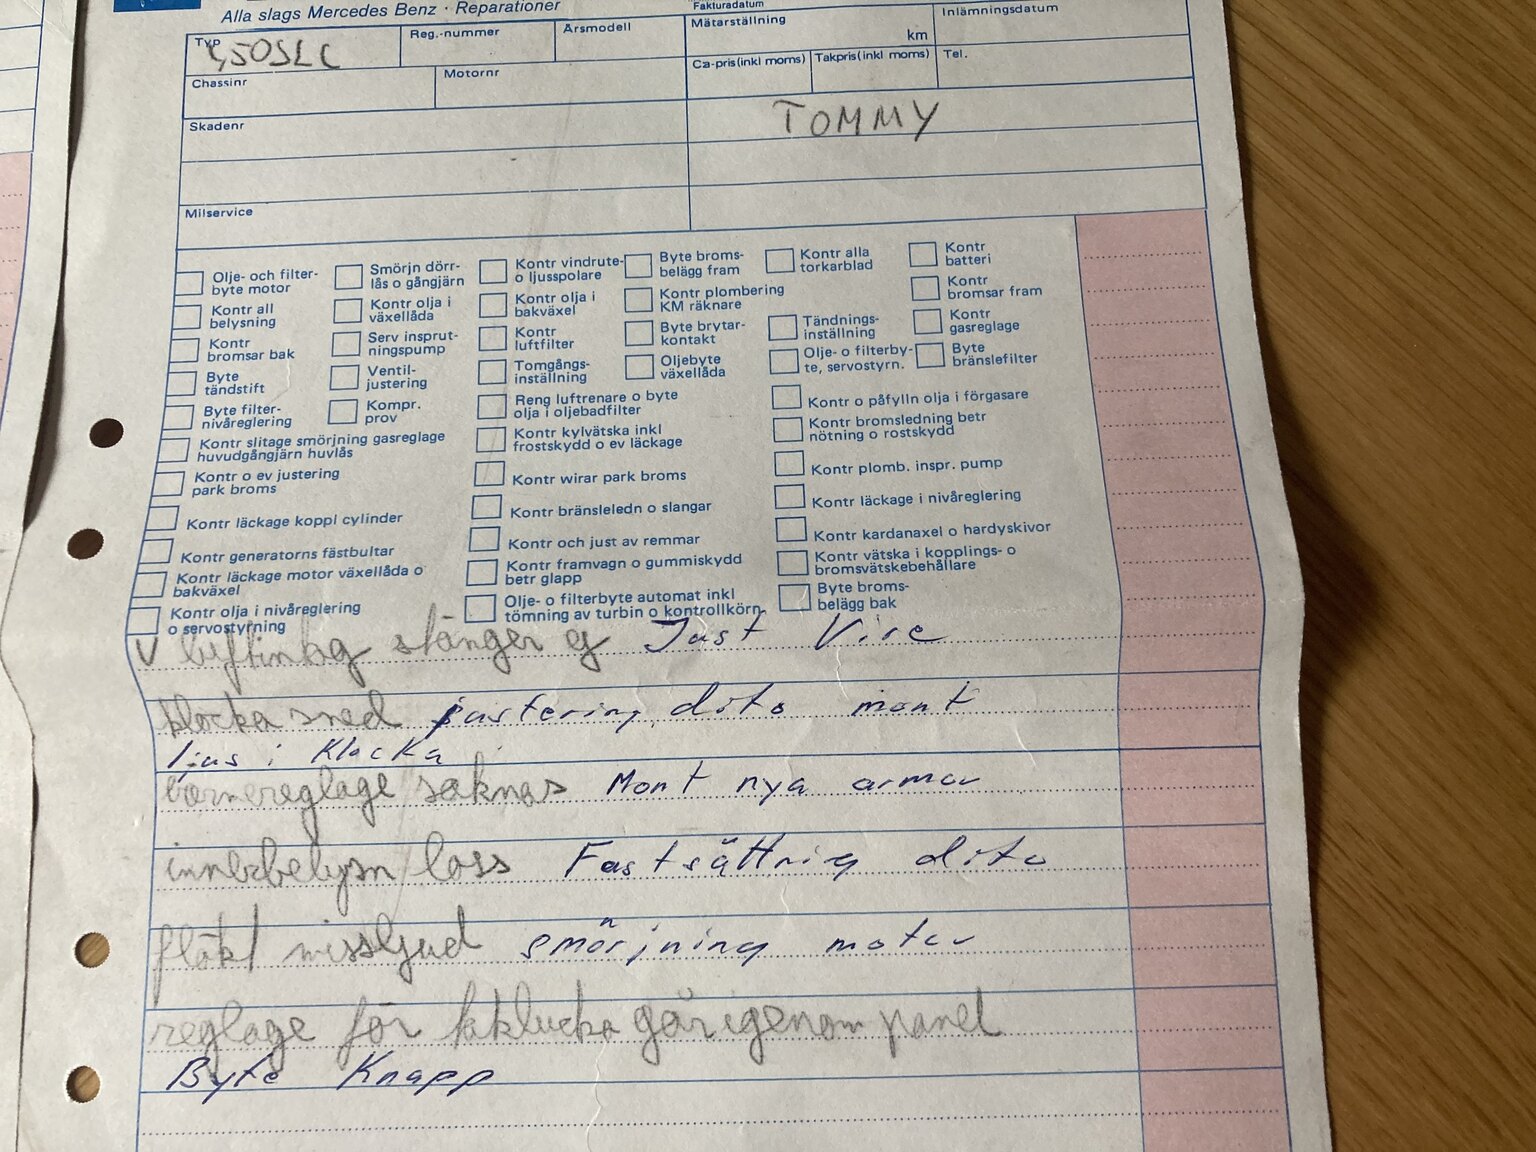 Alla slags Mercedes Benz · Reparationer
Fakturadatum
Typ 450SLC
Reg.-nummer
Årsmodell
Mätarställning
km
Inlämningsdatum
Chassinr
Motornr
Ca-pris(inkl moms)
Takpris(inkl moms)
Tel.
Skadenr
TOMMY
Milservice
Olje- och filter-
byte motor
Smörjn dörr-
lås o gångjärn
Kontr vindrute-
o ljusspolare
Byte broms-
belägg fram
Kontr alla
torkarblad
Kontr
batteri
Kontr all
belysning
Kontr olja i
växellåda
Kontr olja i
bakväxel
Kontr plombering
KM räknare
Kontr
bromsar fram
Kontr
bromsar bak
Serv insprut-
ningspump
Kontr
luftfilter
Byte brytar-
kontakt
Tändnings-
inställning
Kontr
gasreglage
Byte
tändstift
Ventil-
justering
Tomgångs-
inställning
Oljebyte
växellåda
Olje- o filterby-
te, servostyrn.
Byte
bränslefilter
Byte filter-
nivåreglering
Kompr.
prov
Reng luftrenare o byte
olja i oljebadfilter
Kontr o påfylln olja i förgasare
Kontr slitage smörjning gasreglage
huvudgångjärn huvlås
Kontr kylvätska inkl
frostskydd o ev läckage
Kontr bromsledning betr
nötning o rostskydd
Kontr o ev justering
park broms
Kontr wirar park broms
Kontr plomb. inspr. pump
Kontr läckage koppl cylinder
Kontr bränsleledn o slangar
Kontr läckage i nivåreglering
Kontr generatorns fästbultar
Kontr och just av remmar
Kontr kardanaxel o hardyskivor
Kontr läckage motor växellåda o
bakväxel
Kontr framvagn o gummiskydd
betr glapp
Kontr vätska i kopplings- o
bromsvätskebehållare
Kontr olja i nivåreglering
o servostyrning
Olje- o filterbyte automat inkl
tömning av turbin o kontrollkörn.
Byte broms-
belägg bak
V luftintag stänger ej Just Vire
klocka sned justering dito mont
ljus i Klocka
värmereglage saknas Mont nya armar
innerbelysn loss Fastsättning dito
fläkt missljud smörjning motor
reglage för taklucka går igenom panel
Byte Knapp